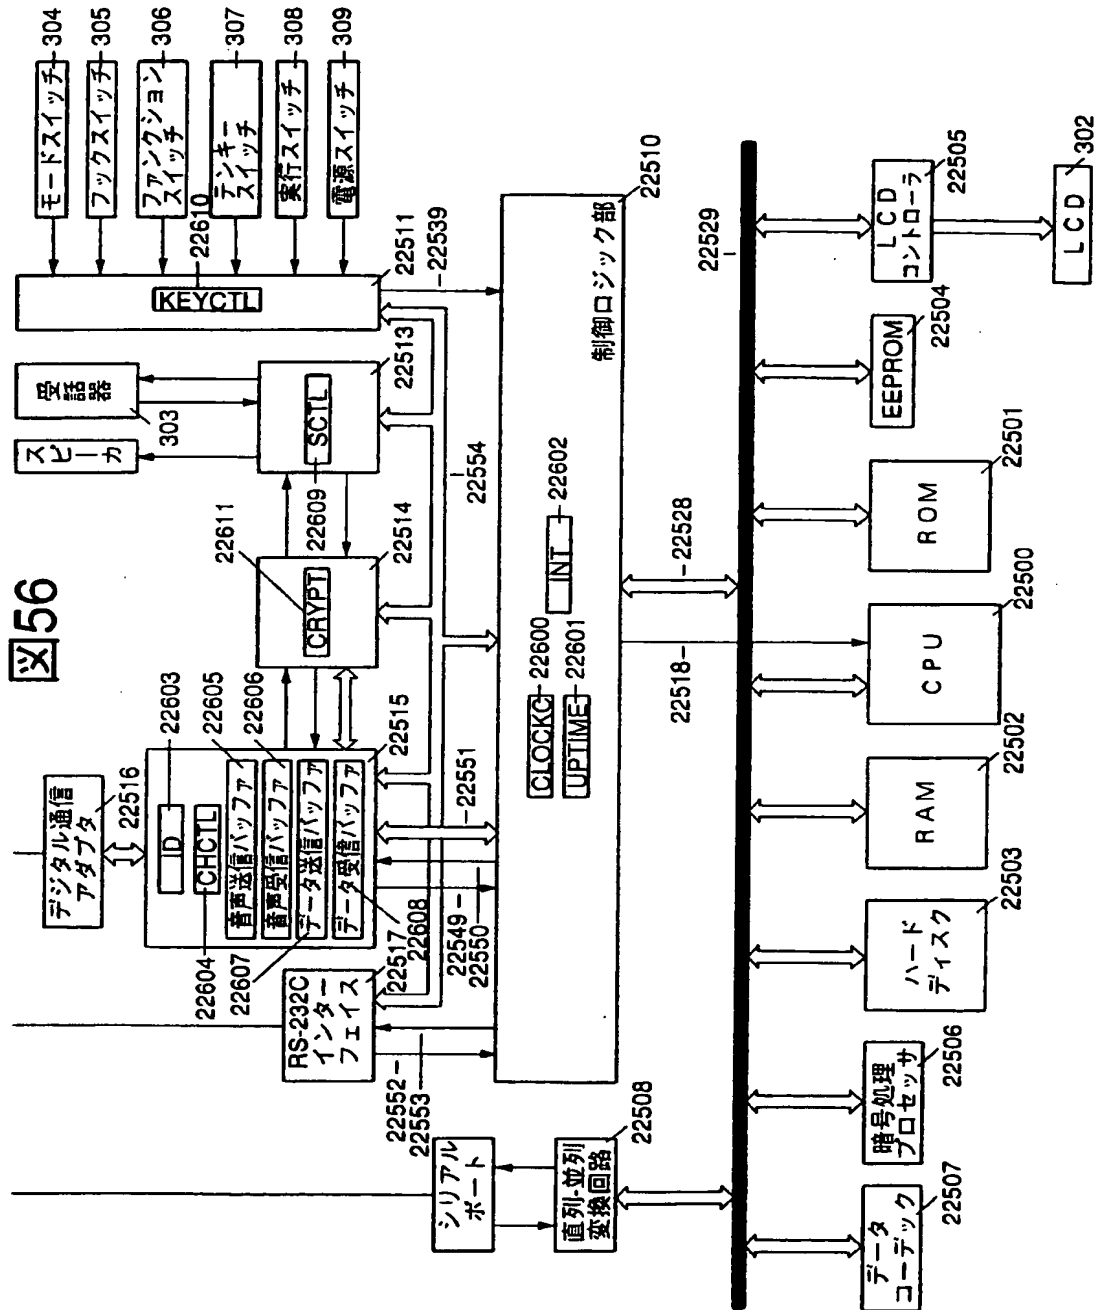 図56
モードスイッチ
304
フックスイッチ
305
ファンクション
スイッチ
306
テンキー
スイッチ
307
実行スイッチ
308
電源スイッチ
309
22610
KEYCTL
22511
22539
受話器
303
スピーカ
SCTL
22513
22609
22554
22611
CRYPT
22514
デジタル通信
アダプタ
22516
ID
22603
CHCTL
22604
音声送信バッファ
22605
音声受信バッファ
22606
データ送信バッファ
22607
データ受信バッファ
22608
22515
22551
22549
22550
RS-232C
インター
フェイス
22517
22552
22553
制御ロジック部
22510
CLOCKC
22600
UPTIME
22601
INT
22602
シリアル
ポート
直列-並列
変換回路
22508
22518
22528
22529
LCD
コントローラ
22505
LCD
302
EEPROM
22504
ROM
22501
CPU
22500
RAM
22502
ハード
ディスク
22503
暗号処理
プロセッサ
22506
データ
コーデック
22507